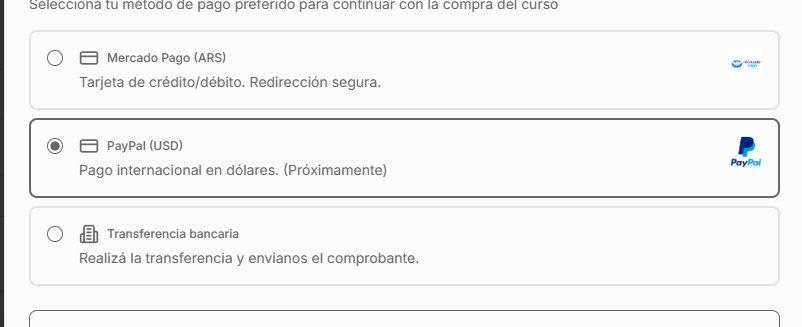 Selecciona tu método de pago preferido para continuar con la compra del curso
Mercado Pago (ARS)
Tarjeta de crédito/débito. Redirección segura.
PayPal (USD)
Pago internacional en dólares. (Próximamente)
PayPal
Transferencia bancaria
Realizá la transferencia y envianos el comprobante.